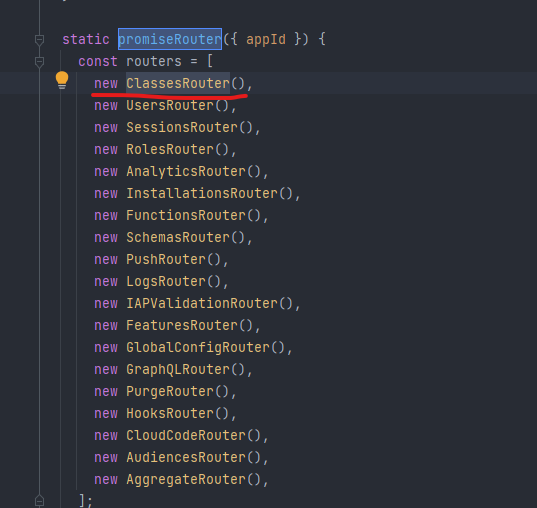 static promiseRouter({ appId }) {
const routers = [
new ClassesRouter(),
new UsersRouter(),
new SessionsRouter(),
new RolesRouter(),
new AnalyticsRouter(),
new InstallationsRouter(),
new FunctionsRouter(),
new SchemasRouter(),
new PushRouter(),
new LogsRouter(),
new IAPValidationRouter(),
new FeaturesRouter(),
new GlobalConfigRouter(),
new GraphQLRouter(),
new PurgeRouter(),
new HooksRouter(),
new CloudCodeRouter(),
new AudiencesRouter(),
new AggregateRouter(),
];